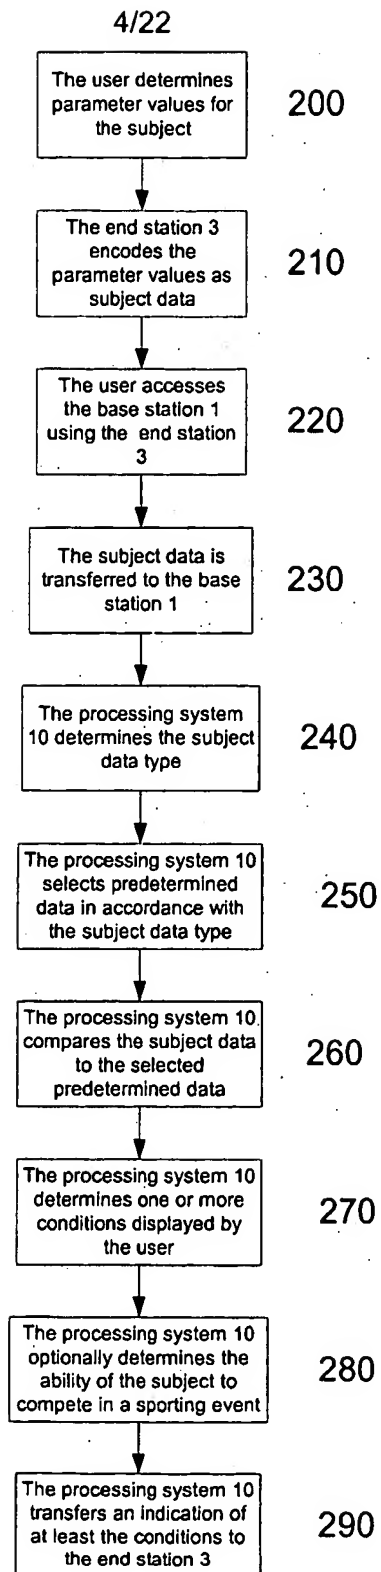 4/22
The user determines
parameter values for
the subject
200
The end station 3
encodes the
parameter values as
subject data
210
The user accesses
the base station 1
using the end station
3
220
The subject data is
transferred to the base
station 1
230
The processing system
10 determines the subject
data type
240
The processing system 10
selects predetermined
data in accordance with
the subject data type
250
The processing system 10
compares the subject data
to the selected
predetermined data
260
The processing system 10
determines one or more
conditions displayed by
the user
270
The processing system 10
optionally determines the
ability of the subject to
compete in a sporting event
280
The processing system 10
transfers an indication of
at least the conditions to
the end station 3
290